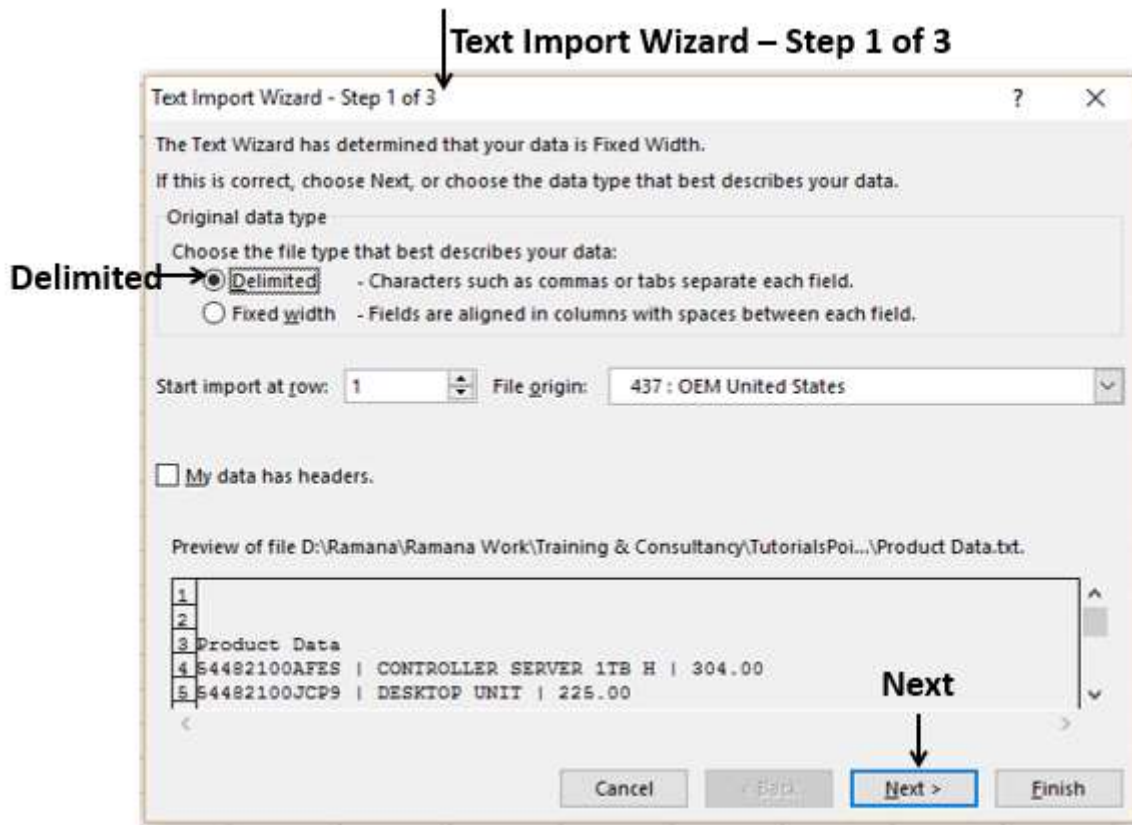 Text Import Wizard – Step 1 of 3
Text Import Wizard - Step 1 of 3 ?
The Text Wizard has determined that your data is Fixed Width.
If this is correct, choose Next, or choose the data type that best describes your data.
Original data type
Choose the file type that best describes your data:
Delimited Delimited - Characters such as commas or tabs separate each field.
Fixed width - Fields are aligned in columns with spaces between each field.
Start import at row: 1 File origin: 437 : OEM United States
My data has headers.
Preview of file D:\Ramana\Ramana Work\Training & Consultancy\TutorialsPoi...\Product Data.txt.
1
2
3 Product Data
4 54482100AFES | CONTROLLER SERVER 1TB H | 304.00
5 54482100JCP9 | DESKTOP UNIT | 225.00
Next
Cancel < Back Next > Finish